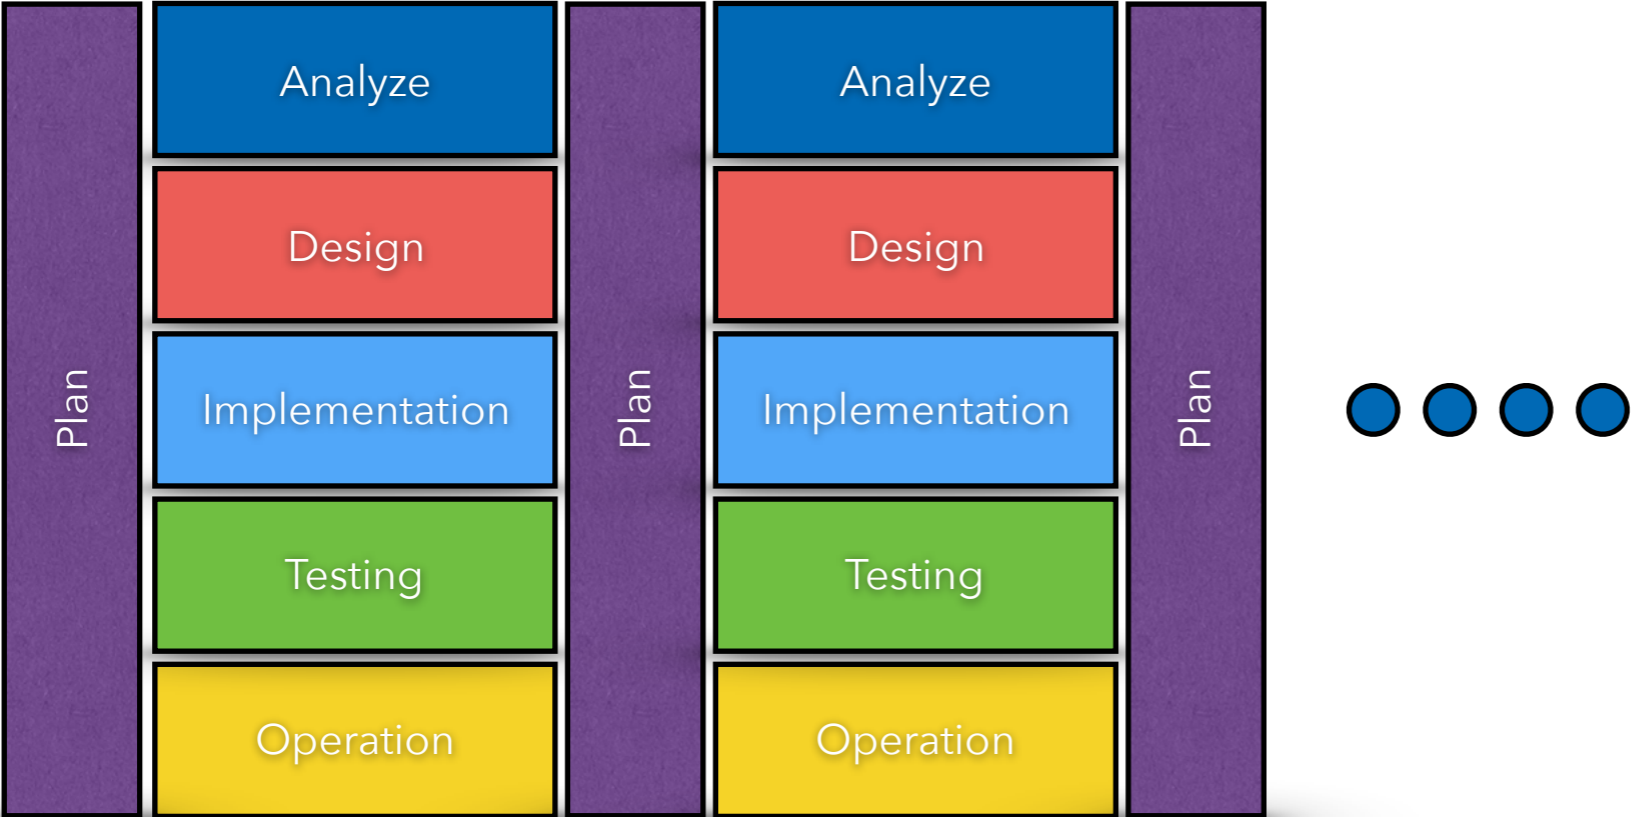 Plan
Analyze
Design
Implementation
Testing
Operation
Plan
Analyze
Design
Implementation
Testing
Operation
Plan